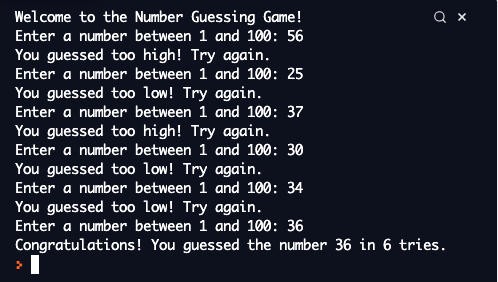 Welcome to the Number Guessing Game!
Enter a number between 1 and 100: 56
You guessed too high! Try again.
Enter a number between 1 and 100: 25
You guessed too low! Try again.
Enter a number between 1 and 100: 37
You guessed too high! Try again.
Enter a number between 1 and 100: 30
You guessed too low! Try again.
Enter a number between 1 and 100: 34
You guessed too low! Try again.
Enter a number between 1 and 100: 36
Congratulations! You guessed the number 36 in 6 tries.
>